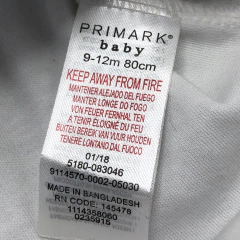 PRIMARK®
baby
9-12m 80cm
KEEP AWAY FROM FIRE
MANTENER ALEJADO DEL FUEGO
MANTER LONGE DO FOGO
VON FEUER FERNHALTEN
À TENIR ÉLOIGNÉ DU FEU
BUITEN BEREIK VAN VUUR HOUDEN
TENERE LONTANO DAL FUOCO
01/18
5180-083046
9114570-0002-05030
MADE IN BANGLADESH
RN CODE: 145478
1114358060
0235916